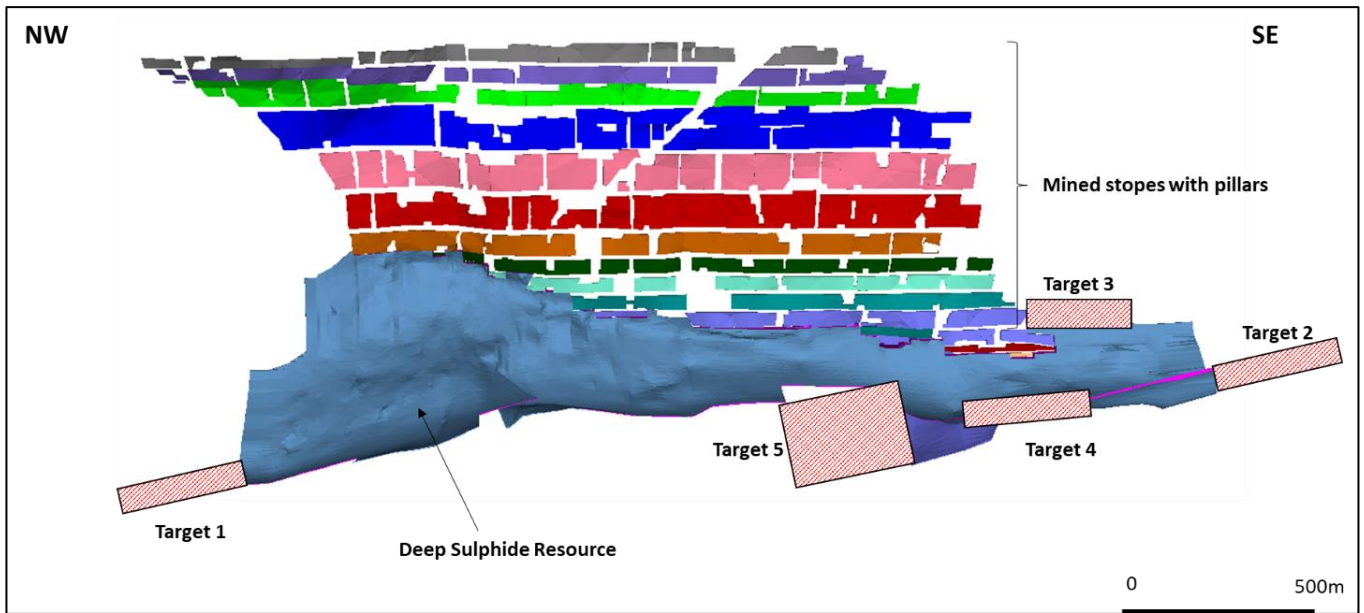 NW
SE
Mined stopes with pillars
Target 3
Target 2
Target 5
Target 4
Target 1
Deep Sulphide Resource
0 500m